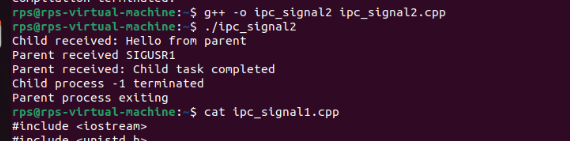 compilation terminated.
rps@rps-virtual-machine:~$ g++ -o ipc_signal2 ipc_signal2.cpp
rps@rps-virtual-machine:~$ ./ipc_signal2
Child received: Hello from parent
Parent received SIGUSR1
Parent received: Child task completed
Child process -1 terminated
Parent process exiting
rps@rps-virtual-machine:~$ cat ipc_signal1.cpp
#include <iostream>
#include <unistd.h>